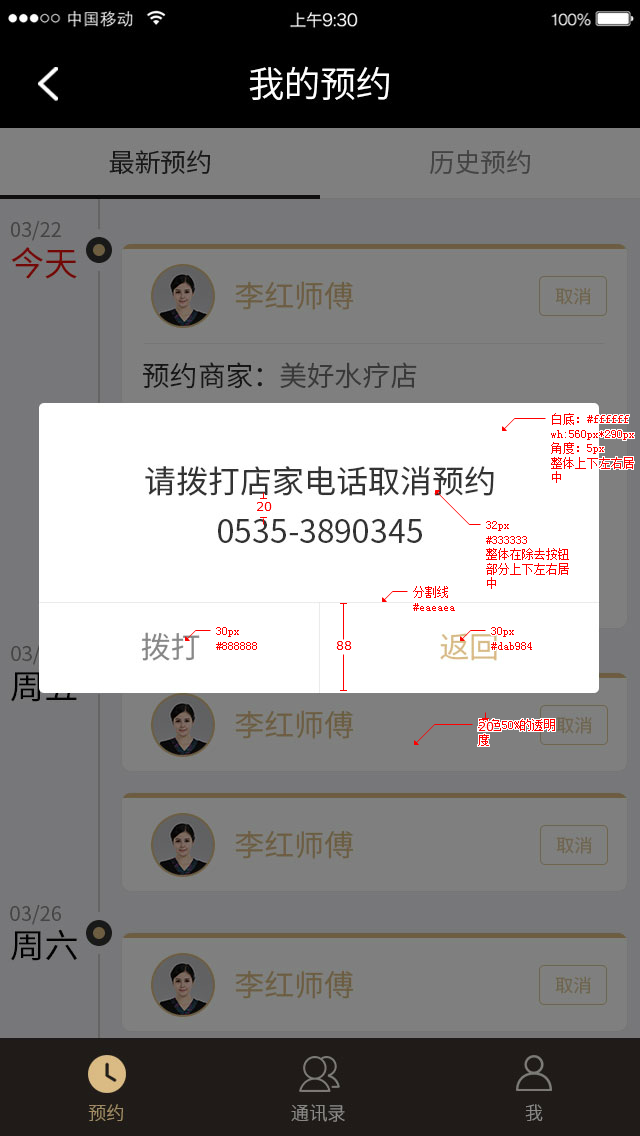 中国移动
上午9:30
100%
我的预约
最新预约
历史预约
03/22
今天
李红师傅
取消
预约商家：美好水疗店
白底：#ffffff
wh:560px*290px
角度：5px
整体上下左右居
中
请拨打店家电话取消预约
20
0535-3890345
32px
#333333
整体在除去按钮
部分上下左右居
中
分割线
#eaeaea
拨打
30px
#888888
88
返回
30px
#dab984
03/
周五
李红师傅
取消
20
色50%的透明
度
李红师傅
取消
03/26
周六
李红师傅
取消
预约
通讯录
我